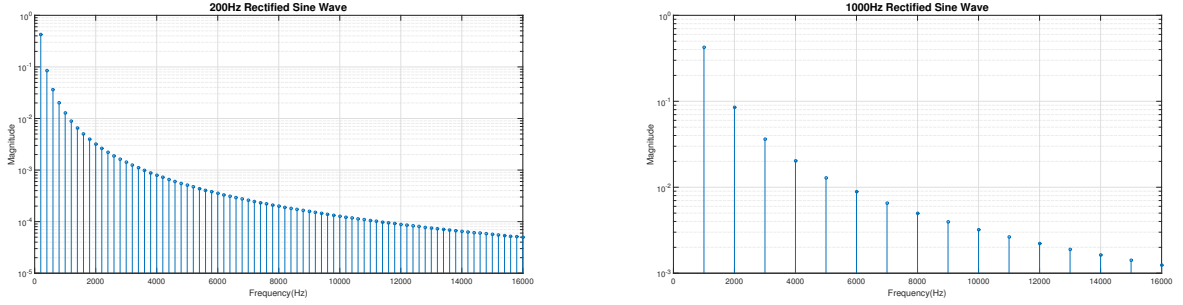 200Hz Rectified Sine Wave
Magnitude
10^0
10^-1
10^-2
10^-3
10^-4
10^-5
0 2000 4000 6000 8000 10000 12000 14000 16000
Frequency(Hz)
1000Hz Rectified Sine Wave
Magnitude
10^0
10^-1
10^-2
10^-3
0 2000 4000 6000 8000 10000 12000 14000 16000
Frequency(Hz)